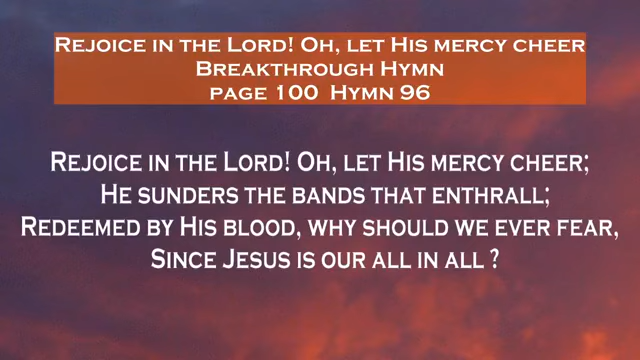 Rejoice in the Lord! Oh, let His mercy cheer
Breakthrough Hymn
page 100 Hymn 96
Rejoice in the Lord! Oh, let His mercy cheer;
He sunders the bands that enthrall;
Redeemed by His blood, why should we ever fear,
Since Jesus is our all in all ?